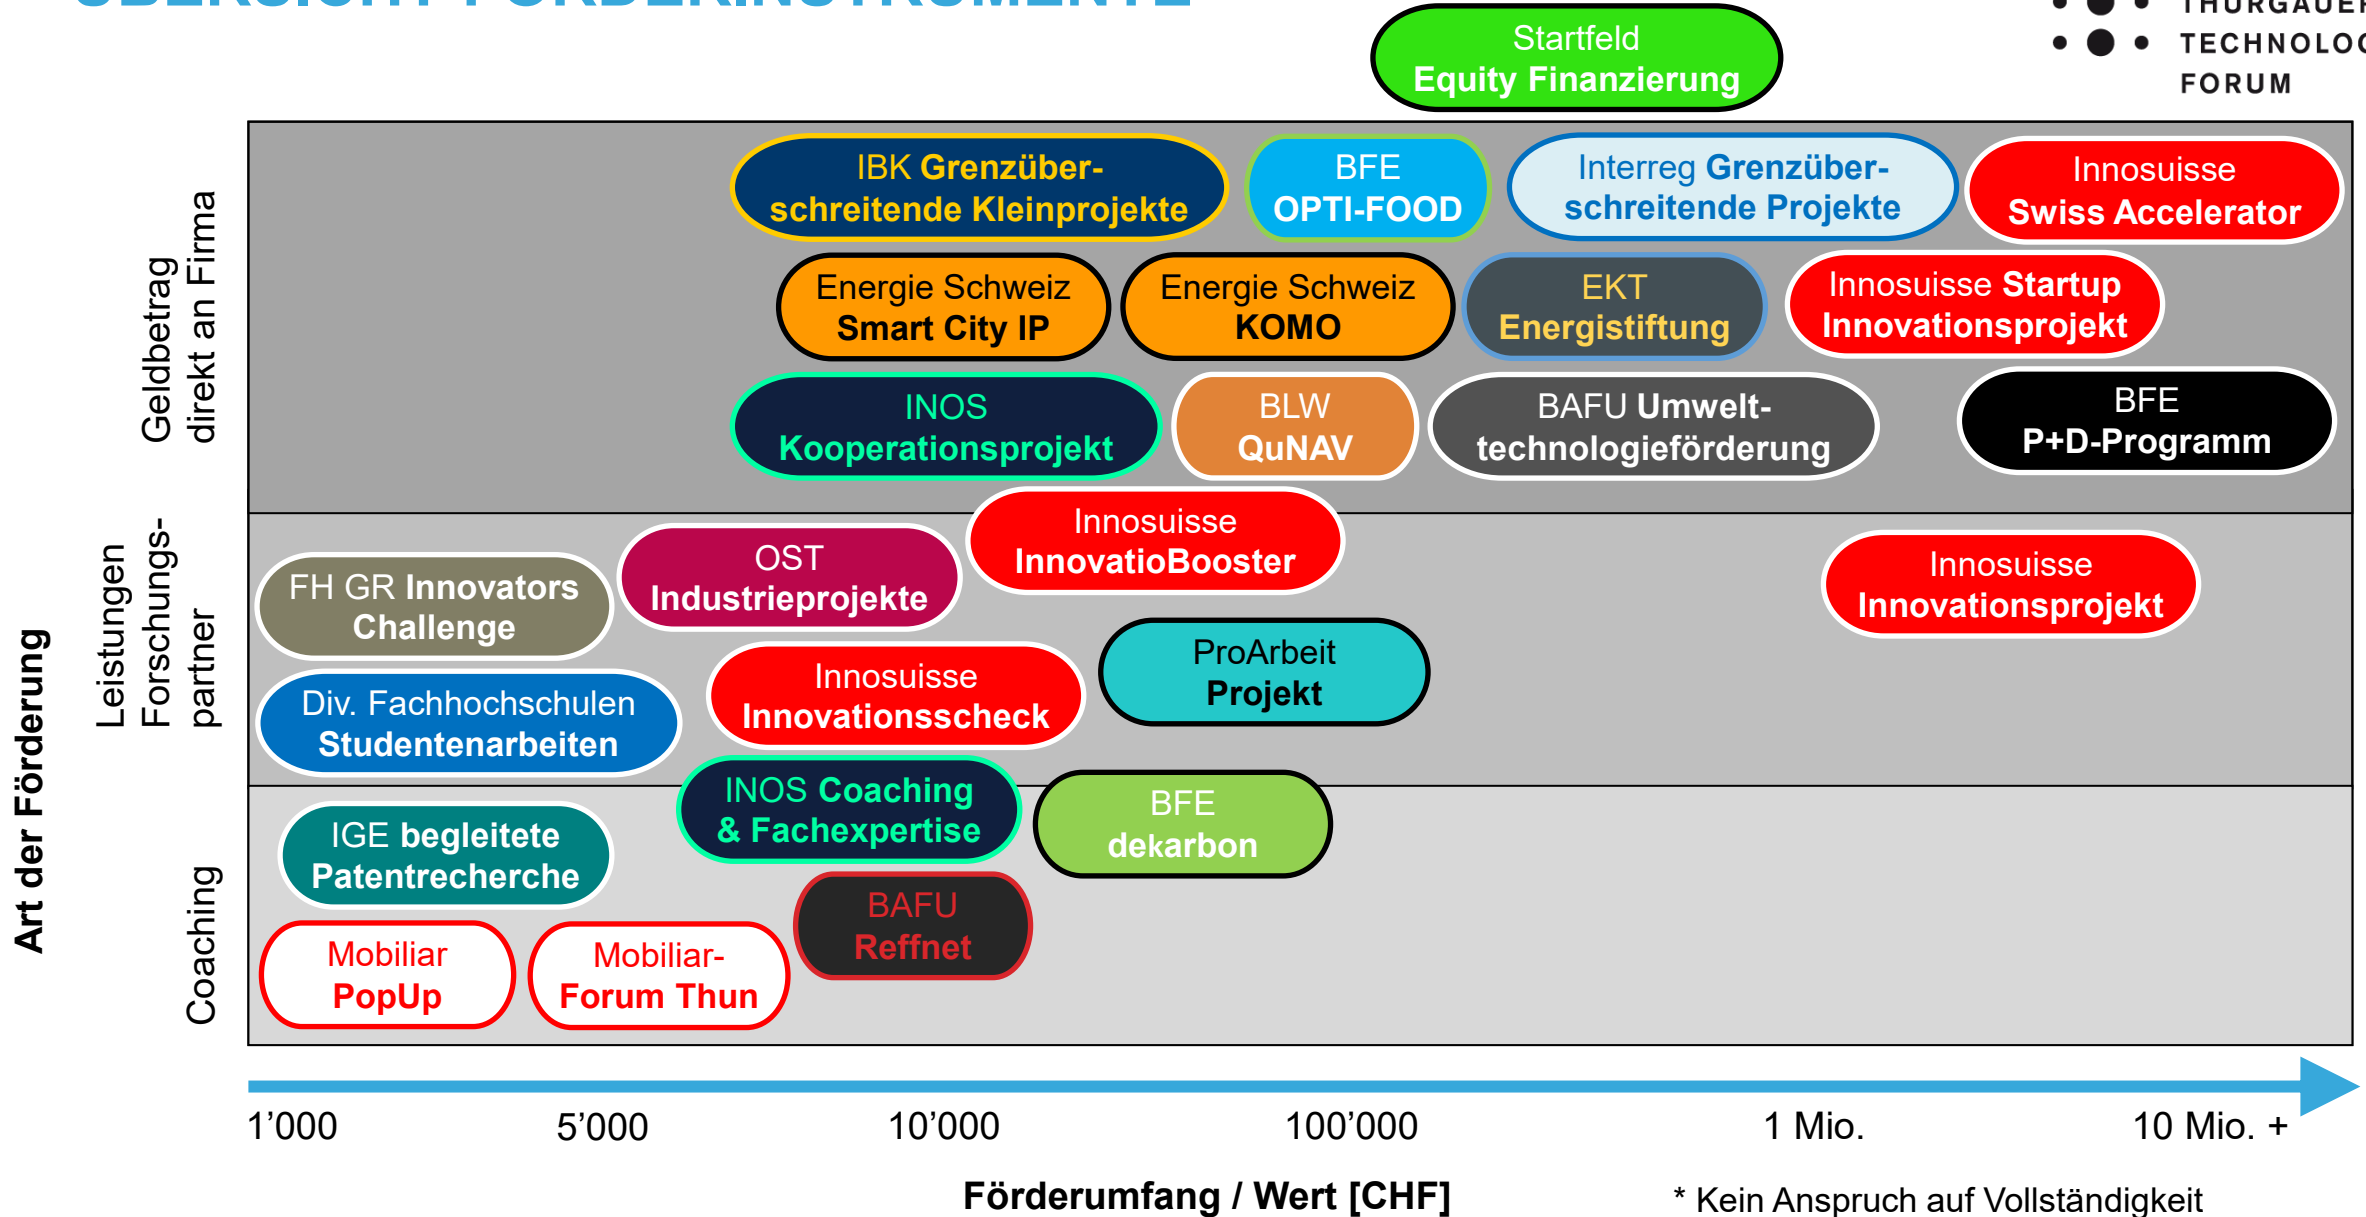 ÜBERSICHT FÖRDERINSTRUMENTE
THURGAUER
TECHNOLOG
FORUM
Startfeld
Equity Finanzierung
Geldbetrag
direkt an Firma
IBK Grenzüber-
schreitende Kleinprojekte
BFE
OPTI-FOOD
Interreg Grenzüber-
schreitende Projekte
Innosuisse
Swiss Accelerator
Energie Schweiz
Smart City IP
Energie Schweiz
KOMO
EKT
Energistiftung
Innosuisse Startup
Innovationsprojekt
INOS
Kooperationsprojekt
BLW
QuNAV
BAFU Umwelt-
technologieförderung
BFE
P+D-Programm
Art der Förderung
Leistungen
Forschungs-
partner
FH GR Innovators
Challenge
OST
Industrieprojekte
Innosuisse
InnovatioBooster
Innosuisse
Innovationsprojekt
Div. Fachhochschulen
Studentenarbeiten
Innosuisse
Innovationsscheck
ProArbeit
Projekt
Coaching
IGE begleitete
Patentrecherche
INOS Coaching
& Fachexpertise
BFE
dekarbon
Mobiliar
PopUp
Mobiliar-
Forum Thun
BAFU
Reffnet
1’000
5’000
10’000
100’000
1 Mio.
10 Mio. +
Förderumfang / Wert [CHF]
* Kein Anspruch auf Vollständigkeit